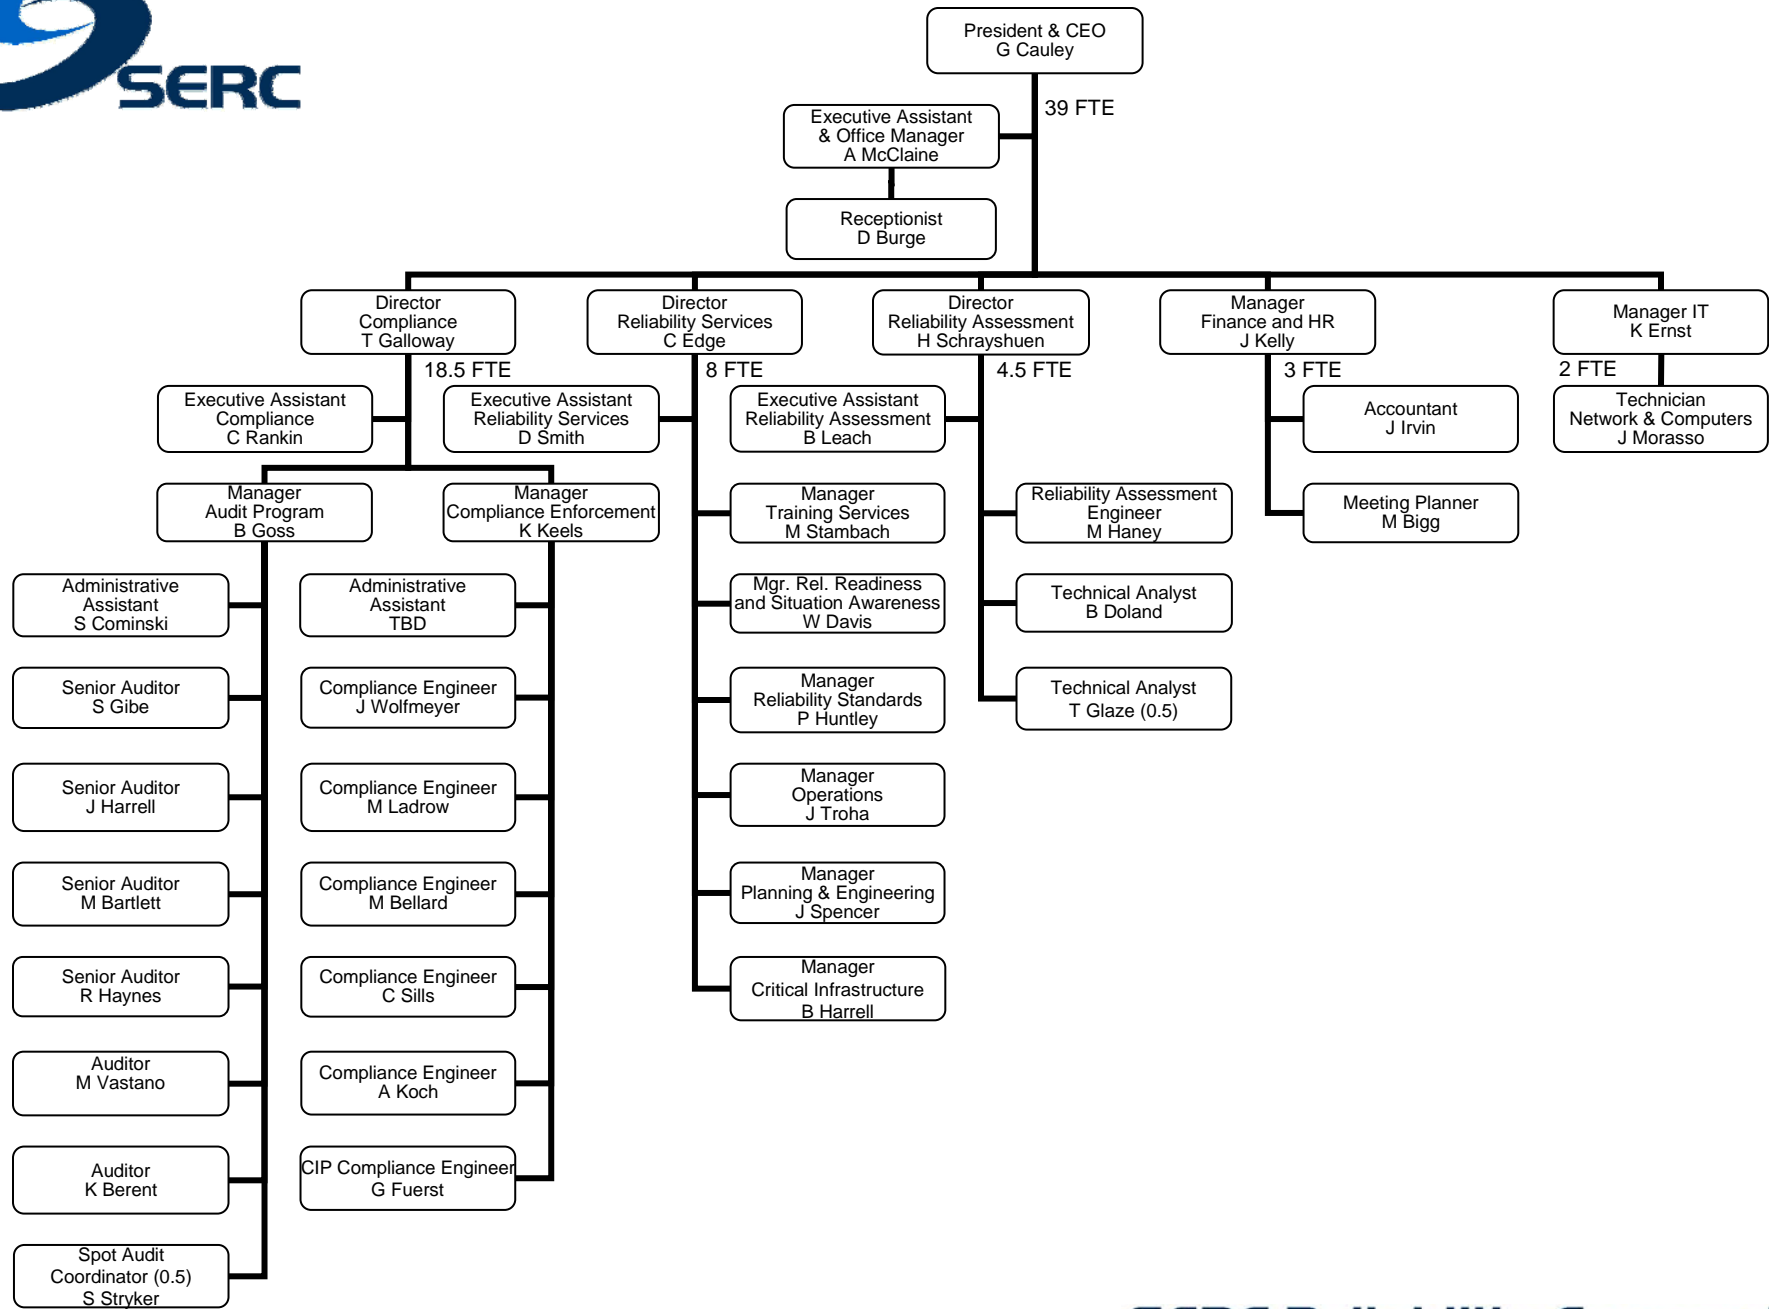 SERC
President & CEO
G Cauley
39 FTE
Executive Assistant
& Office Manager
A McClaine
Receptionist
D Burge
Director
Compliance
T Galloway
18.5 FTE
Director
Reliability Services
C Edge
8 FTE
Director
Reliability Assessment
H Schrayshuen
4.5 FTE
Manager
Finance and HR
J Kelly
3 FTE
Manager IT
K Ernst
2 FTE
Executive Assistant
Compliance
C Rankin
Executive Assistant
Reliability Services
D Smith
Executive Assistant
Reliability Assessment
B Leach
Accountant
J Irvin
Technician
Network & Computers
J Morasso
Manager
Audit Program
B Goss
Manager
Compliance Enforcement
K Keels
Manager
Training Services
M Stambach
Reliability Assessment
Engineer
M Haney
Meeting Planner
M Bigg
Administrative
Assistant
S Cominski
Administrative
Assistant
TBD
Mgr. Rel. Readiness
and Situation Awareness
W Davis
Technical Analyst
B Doland
Senior Auditor
S Gibe
Compliance Engineer
J Wolfmeyer
Manager
Reliability Standards
P Huntley
Technical Analyst
T Glaze (0.5)
Senior Auditor
J Harrell
Compliance Engineer
M Ladrow
Manager
Operations
J Troha
Senior Auditor
M Bartlett
Compliance Engineer
M Bellard
Manager
Planning & Engineering
J Spencer
Senior Auditor
R Haynes
Compliance Engineer
C Sills
Manager
Critical Infrastructure
B Harrell
Auditor
M Vastano
Compliance Engineer
A Koch
Auditor
K Berent
CIP Compliance Engineer
G Fuerst
Spot Audit
Coordinator (0.5)
S Stryker